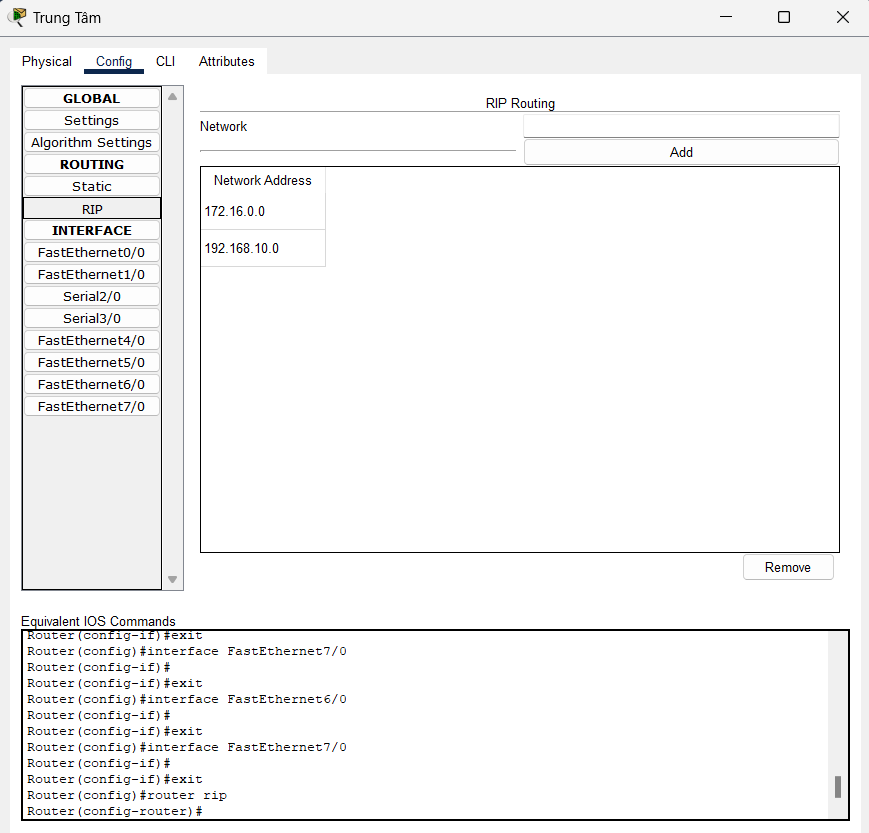 Trung Tâm
Physical Config CLI Attributes
GLOBAL
Settings
Algorithm Settings
ROUTING
Static
RIP
INTERFACE
FastEthernet0/0
FastEthernet1/0
Serial2/0
Serial3/0
FastEthernet4/0
FastEthernet5/0
FastEthernet6/0
FastEthernet7/0
RIP Routing
Network
Add
Network Address
172.16.0.0
192.168.10.0
Remove
Equivalent IOS Commands
Router(config-if)#exit
Router(config)#interface FastEthernet7/0
Router(config-if)#
Router(config-if)#exit
Router(config)#interface FastEthernet6/0
Router(config-if)#
Router(config-if)#exit
Router(config)#interface FastEthernet7/0
Router(config-if)#
Router(config-if)#exit
Router(config)#router rip
Router(config-router)#